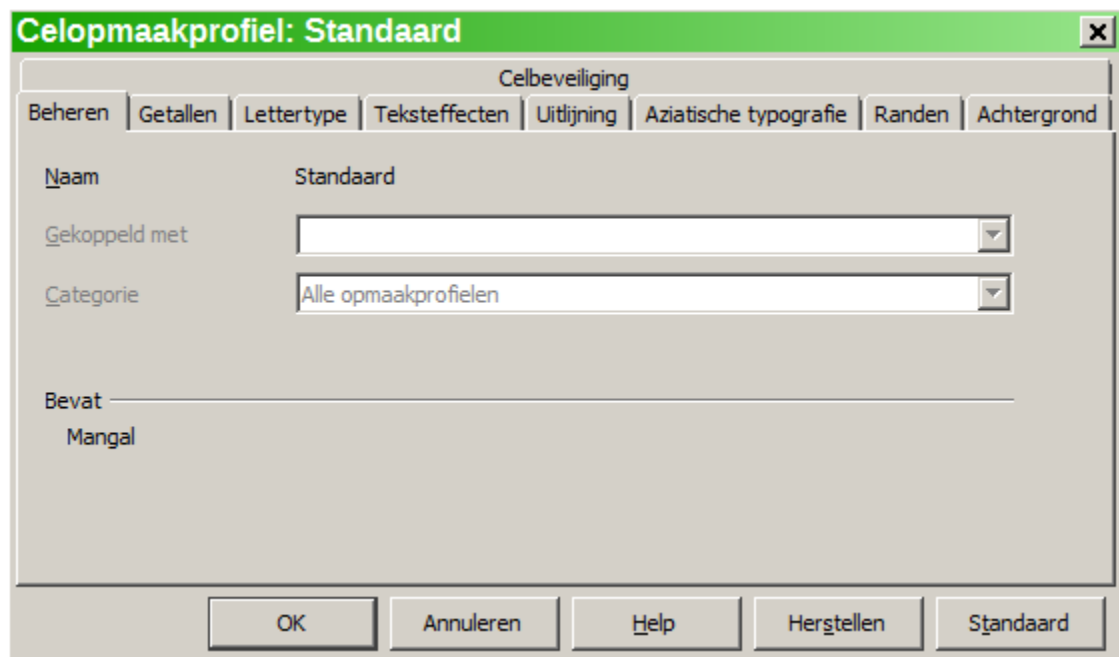 Celopmaakprofiel: Standaard
Celbeveiliging
Beheren Getallen Lettertype Teksteffecten Uitlijning Aziatische typografie Randen Achtergrond
Naam Standaard
Gekoppeld met
Categorie Alle opmaakprofielen
Bevat
Mangal
OK Annuleren Help Herstellen Standaard